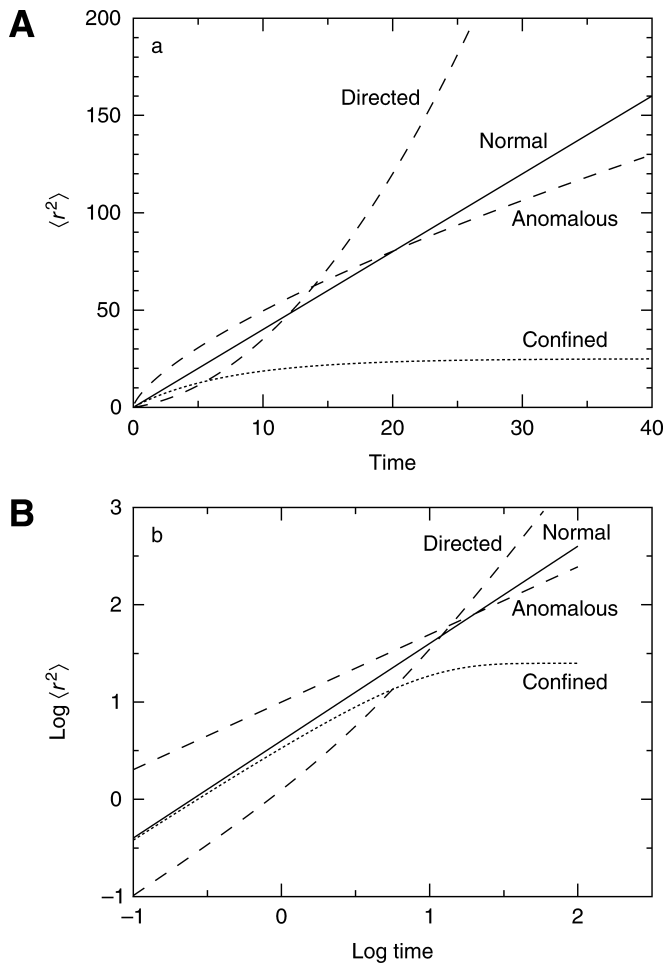 A
a
200
150
100
50
0
⟨r²⟩
Directed
Normal
Anomalous
Confined
0 10 20 30 40
Time
B
b
3
2
1
0
−1
Log ⟨r²⟩
Directed
Normal
Anomalous
Confined
−1 0 1 2
Log time